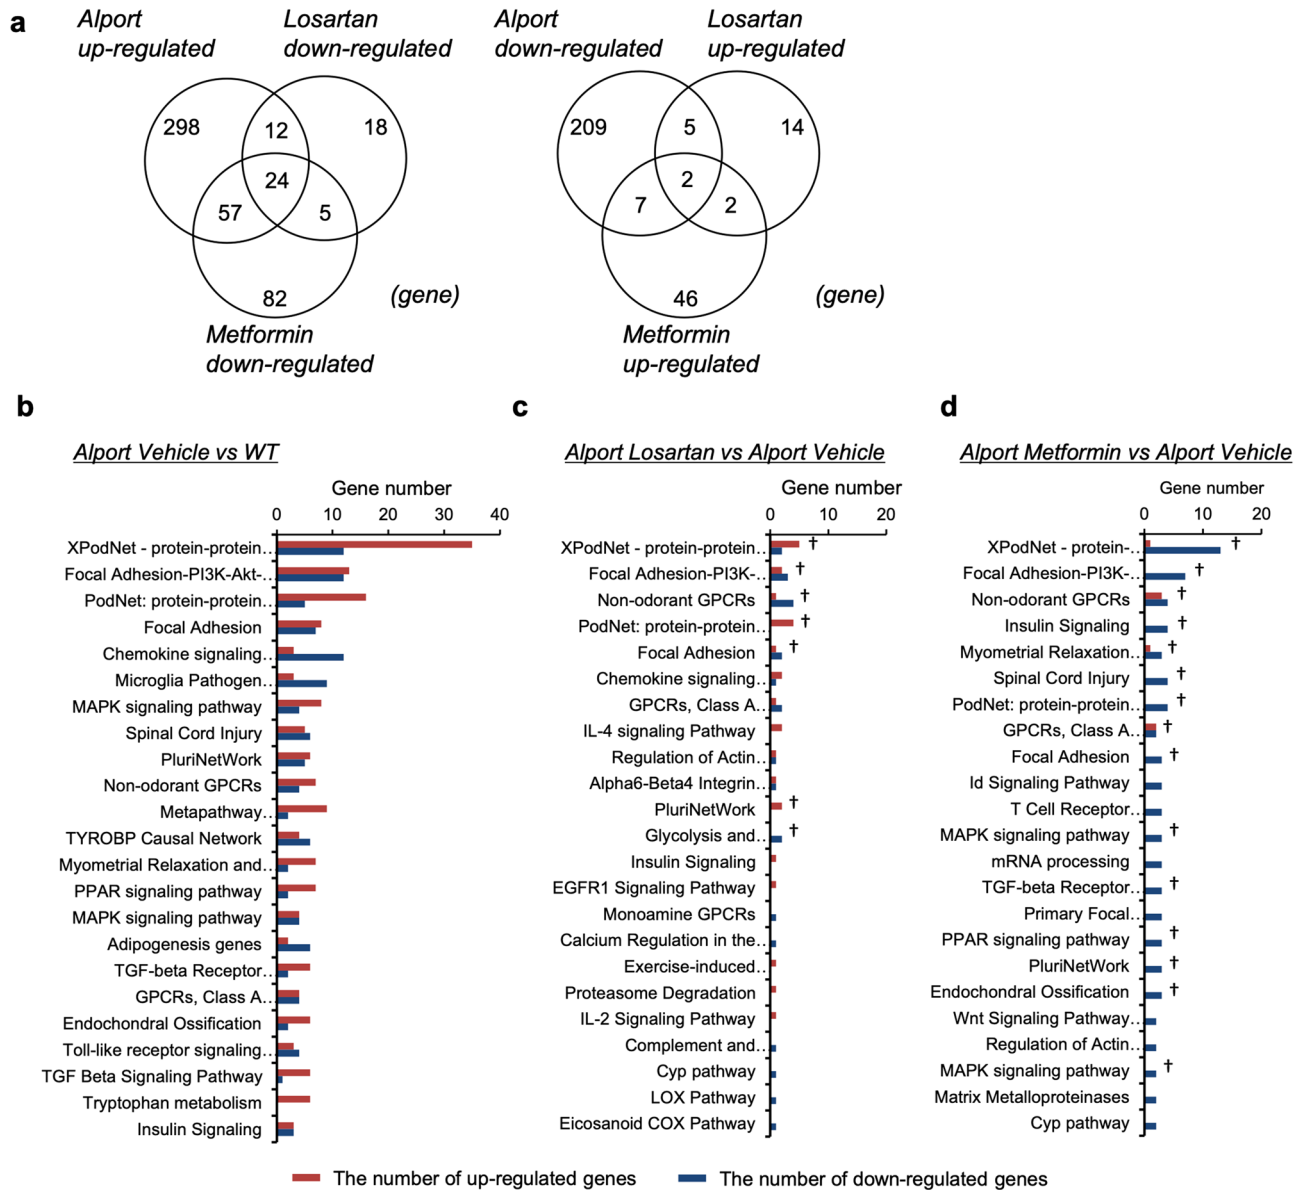 a
Alport
up-regulated
Losartan
down-regulated
298
12
18
24
57
5
82
(gene)
Metformin
down-regulated
Alport
down-regulated
Losartan
up-regulated
209
5
14
2
7
2
46
(gene)
Metformin
up-regulated
b
Alport Vehicle vs WT
Gene number
0 10 20 30 40
XPodNet - protein-protein..
Focal Adhesion-PI3K-Akt-..
PodNet: protein-protein..
Focal Adhesion
Chemokine signaling..
Microglia Pathogen..
MAPK signaling pathway
Spinal Cord Injury
PluriNetWork
Non-odorant GPCRs
Metapathway..
TYROBP Causal Network
Myometrial Relaxation and..
PPAR signaling pathway
MAPK signaling pathway
Adipogenesis genes
TGF-beta Receptor..
GPCRs, Class A..
Endochondral Ossification
Toll-like receptor signaling..
TGF Beta Signaling Pathway
Tryptophan metabolism
Insulin Signaling
c
Alport Losartan vs Alport Vehicle
Gene number
0 10 20
XPodNet - protein-protein.. †
Focal Adhesion-PI3K-.. †
Non-odorant GPCRs †
PodNet: protein-protein.. †
Focal Adhesion †
Chemokine signaling..
GPCRs, Class A..
IL-4 signaling Pathway
Regulation of Actin..
Alpha6-Beta4 Integrin..
PluriNetWork †
Glycolysis and.. †
Insulin Signaling
EGFR1 Signaling Pathway
Monoamine GPCRs
Calcium Regulation in the..
Exercise-induced..
Proteasome Degradation
IL-2 Signaling Pathway
Complement and..
Cyp pathway
LOX Pathway
Eicosanoid COX Pathway
d
Alport Metformin vs Alport Vehicle
Gene number
0 10 20
XPodNet - protein-.. †
Focal Adhesion-PI3K-.. †
Non-odorant GPCRs †
Insulin Signaling †
Myometrial Relaxation.. †
Spinal Cord Injury †
PodNet: protein-protein.. †
GPCRs, Class A.. †
Focal Adhesion †
Id Signaling Pathway
T Cell Receptor..
MAPK signaling pathway †
mRNA processing
TGF-beta Receptor.. †
Primary Focal..
PPAR signaling pathway †
PluriNetWork †
Endochondral Ossification †
Wnt Signaling Pathway..
Regulation of Actin..
MAPK signaling pathway †
Matrix Metalloproteinases
Cyp pathway
The number of up-regulated genes
The number of down-regulated genes